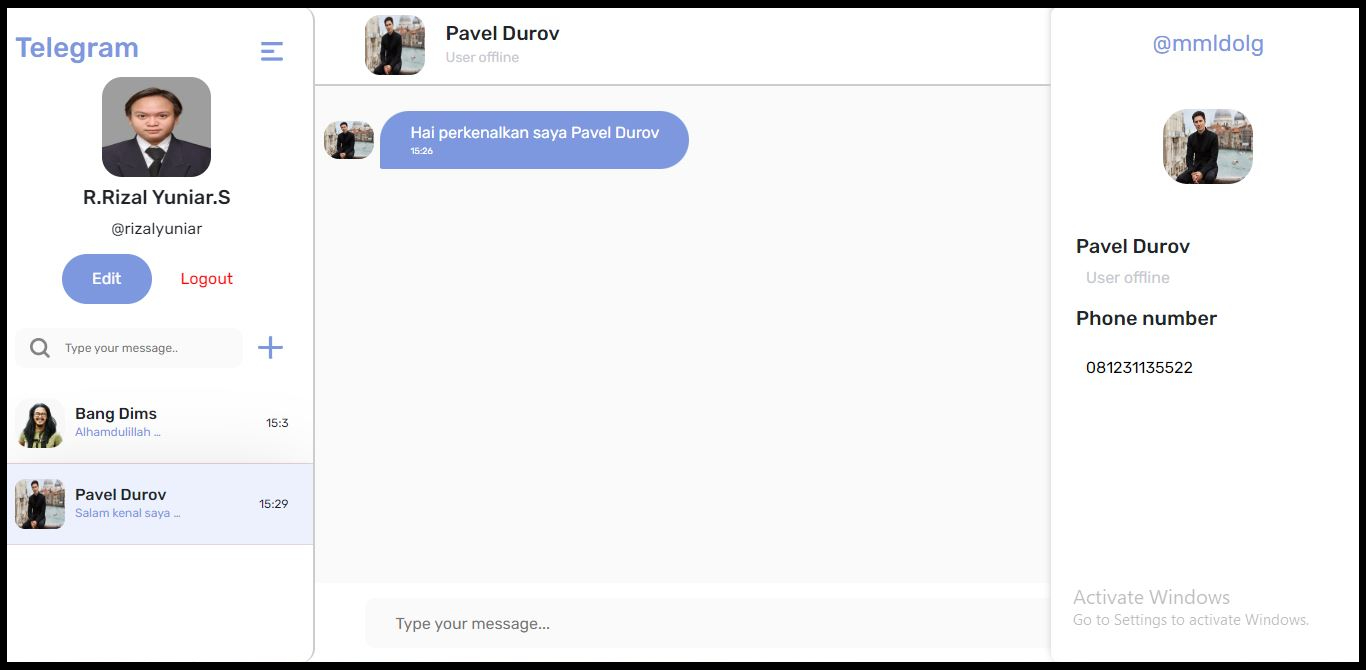 Telegram
R.Rizal Yuniar.S
@rizalyuniar
Edit
Logout
Type your message..
Bang Dims
Alhamdulillah ...
15:3
Pavel Durov
Salam kenal saya ...
15:29
Pavel Durov
User offline
Hai perkenalkan saya Pavel Durov
15:26
Type your message...
@mmldolg
Pavel Durov
User offline
Phone number
081231135522
Activate Windows
Go to Settings to activate Windows.